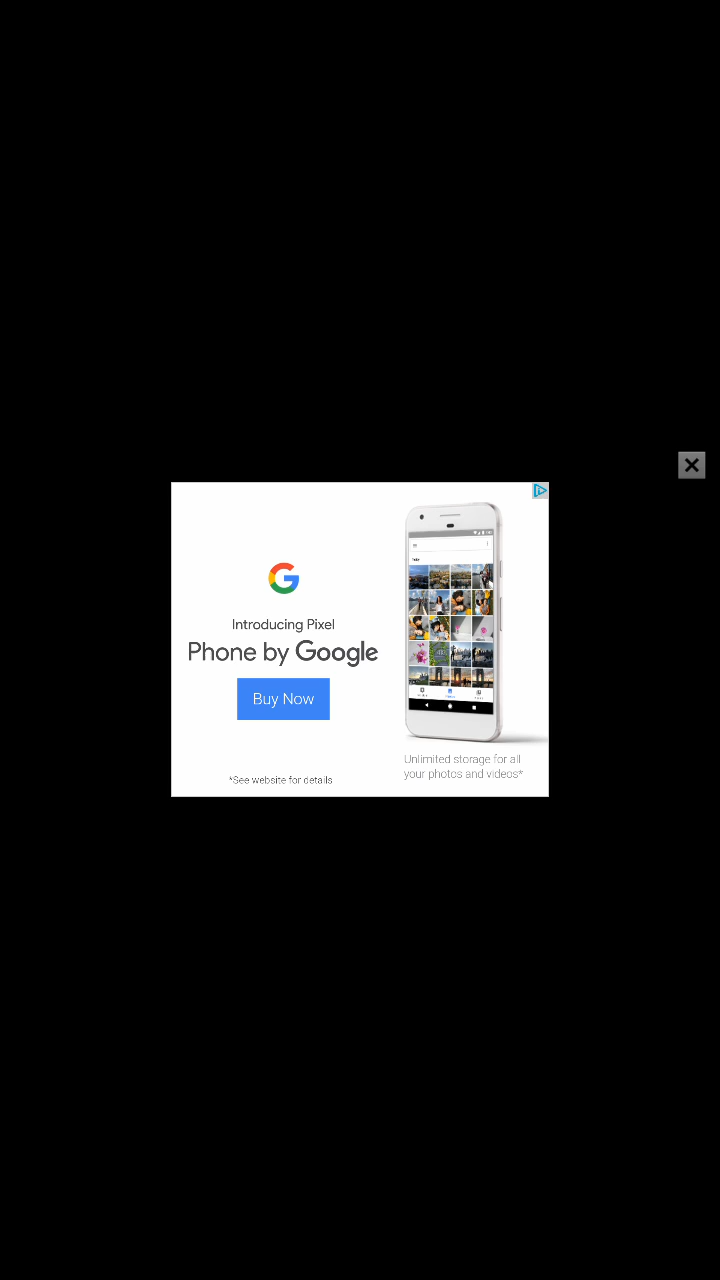 Introducing Pixel
Phone by Google
Buy Now
*See website for details
Unlimited storage for all
your photos and videos*